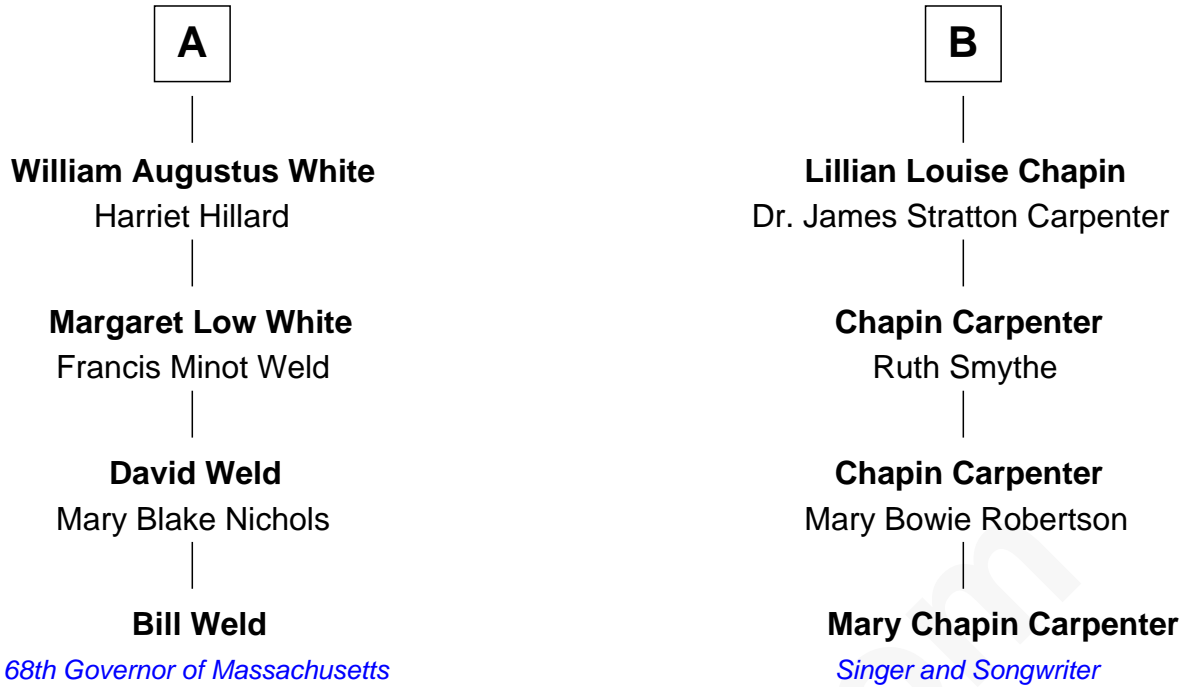 A
William Augustus White
Harriet Hillard
Margaret Low White
Francis Minot Weld
David Weld
Mary Blake Nichols
Bill Weld
68th Governor of Massachusetts
B
Lillian Louise Chapin
Dr. James Stratton Carpenter
Chapin Carpenter
Ruth Smythe
Chapin Carpenter
Mary Bowie Robertson
Mary Chapin Carpenter
Singer and Songwriter